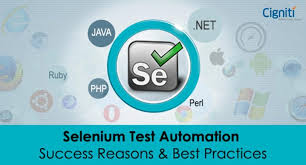 Cigniti
JAVA
.NET
Ruby
Se
PHP
Perl
Selenium Test Automation
Success Reasons & Best Practices